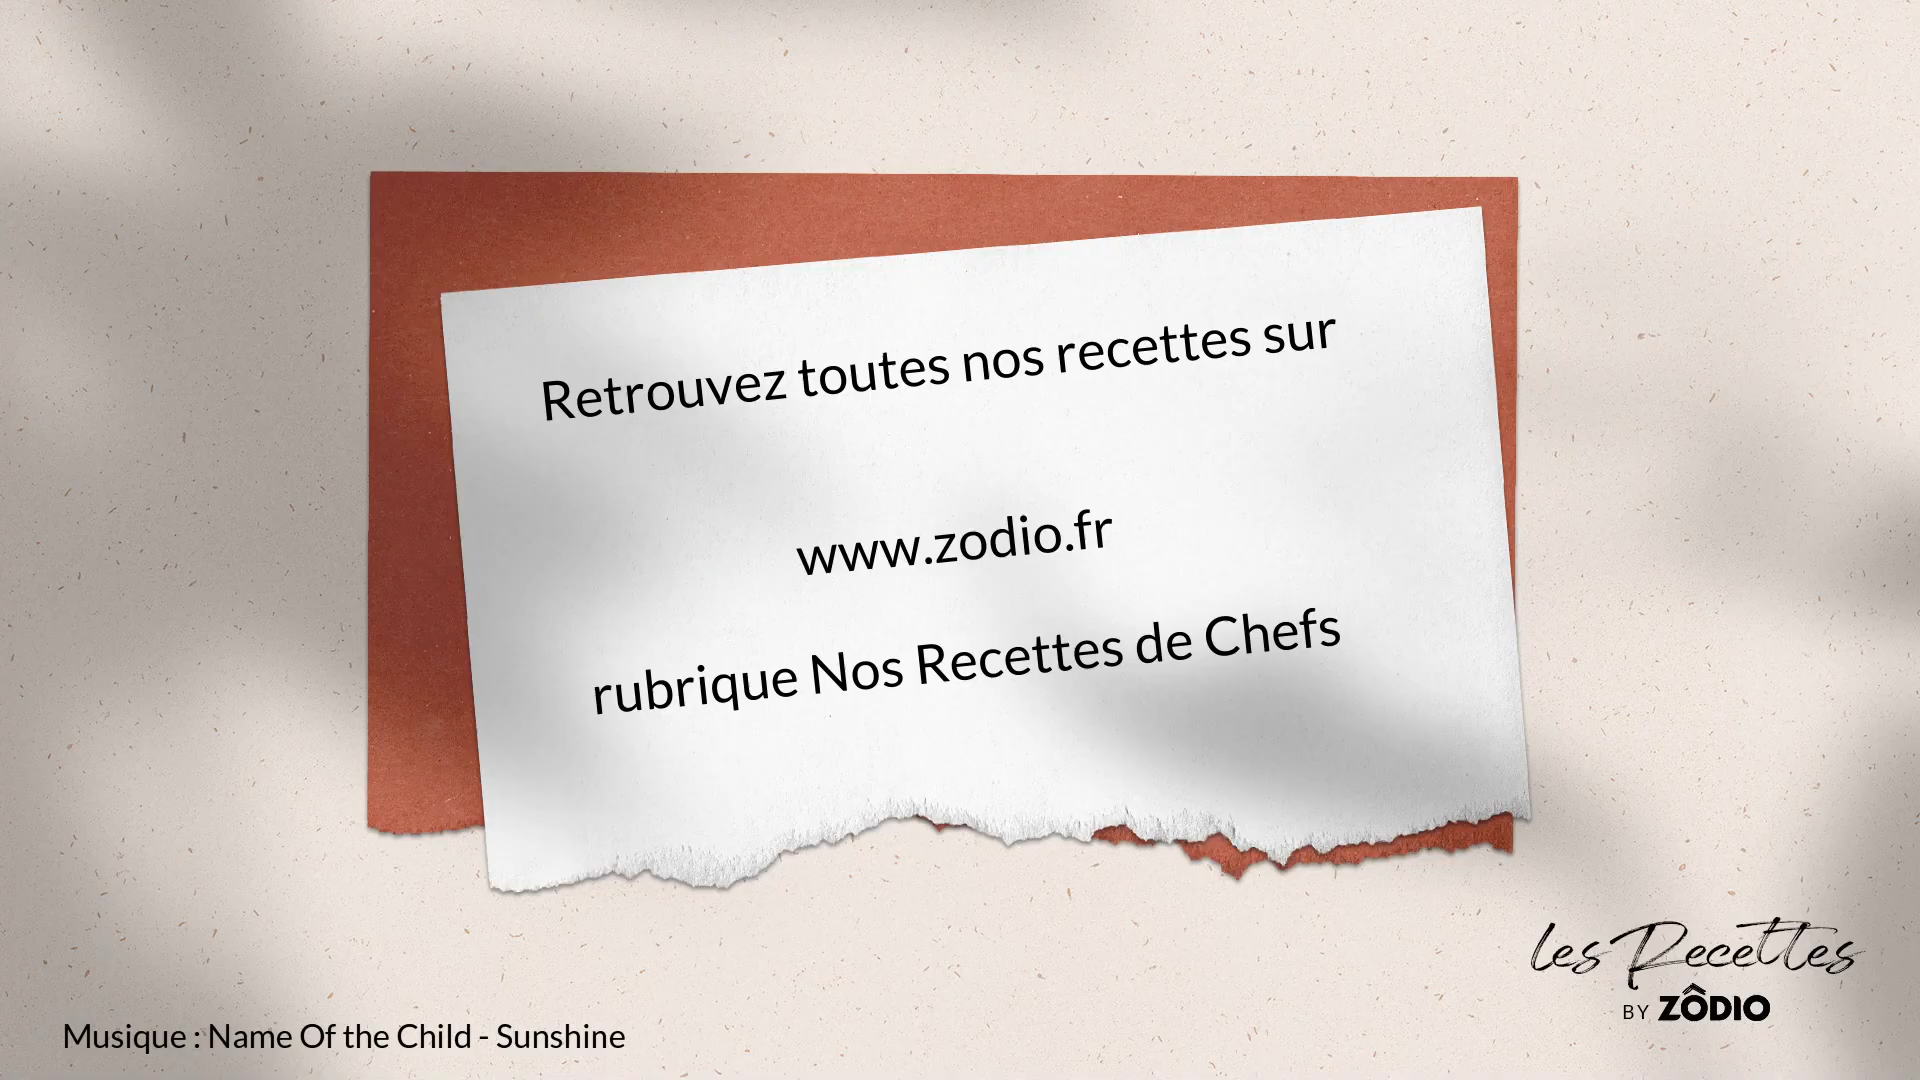 Retrouvez toutes nos recettes sur
www.zodio.fr
rubrique Nos Recettes de Chefs
les Recettes
BY ZÔDIO
Musique : Name Of the Child - Sunshine